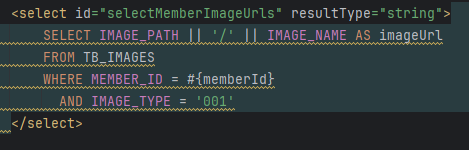 <select id="selectMemberImageUrls" resultType="string">
SELECT IMAGE_PATH || '/' || IMAGE_NAME AS imageUrl
FROM TB_IMAGES
WHERE MEMBER_ID = #{memberId}
AND IMAGE_TYPE = '001'
</select>